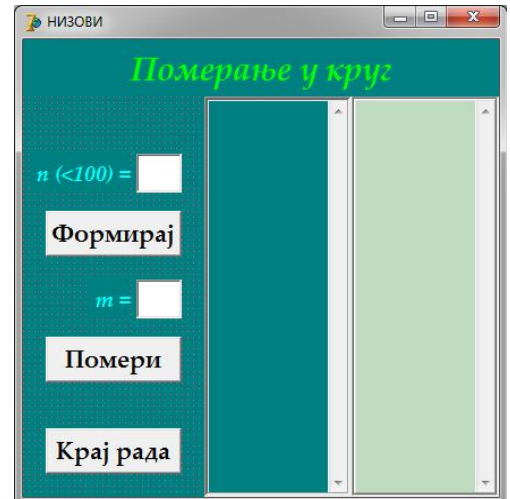 НИЗОВИ
Померање у круг
n (<100) =
Формирај
m =
Помери
Крај рада